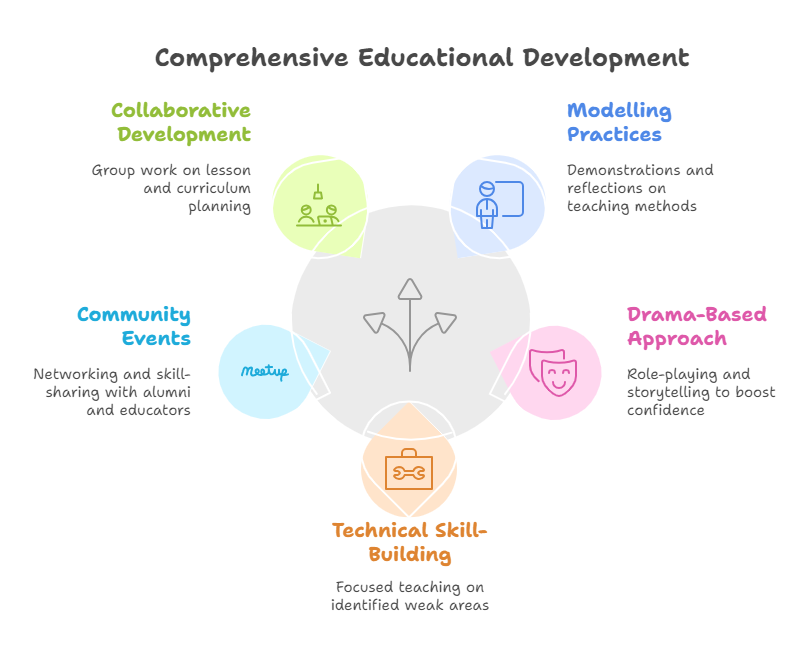 Comprehensive Educational Development
Collaborative
Development
Group work on lesson
and curriculum
planning
Modelling
Practices
Demonstrations and
reflections on
teaching methods
Community
Events
Networking and skill-
sharing with alumni
and educators
Meetup
Drama-Based
Approach
Role-playing and
storytelling to boost
confidence
Technical Skill-
Building
Focused teaching on
identified weak areas